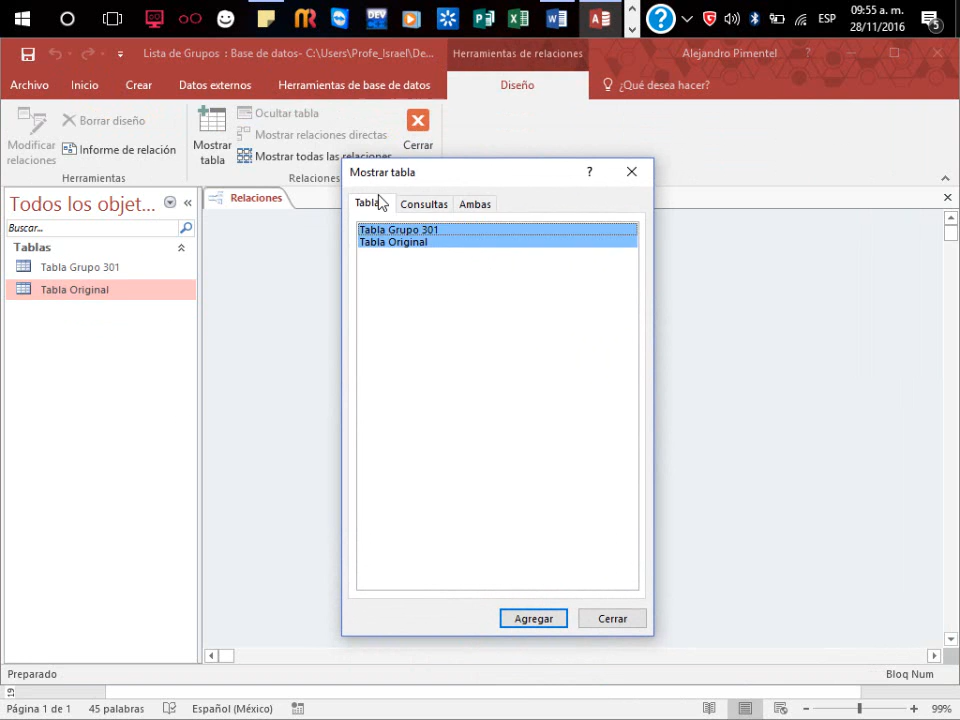 DEV
ESP
09:55 a. m.
28/11/2016
5
Lista de Grupos : Base de datos- C:\Users\Profe_Israel\De...
Herramientas de relaciones
Alejandro Pimentel
Archivo
Inicio
Crear
Datos externos
Herramientas de base de datos
Diseño
¿Qué desea hacer?
Modificar
relaciones
Borrar diseño
Informe de relación
Herramientas
Mostrar
tabla
Ocultar tabla
Mostrar relaciones directas
Mostrar todas las relaciones
Relaciones
Cerrar
Todos los objet... «
Buscar...
Tablas
Tabla Grupo 301
Tabla Original
Relaciones
Mostrar tabla
?
Consultas
Ambas
Tabla Grupo 301
Tabla Original
Agregar
Cerrar
Preparado
Bloq Num
19
Página 1 de 1
45 palabras
Español (México)
99%